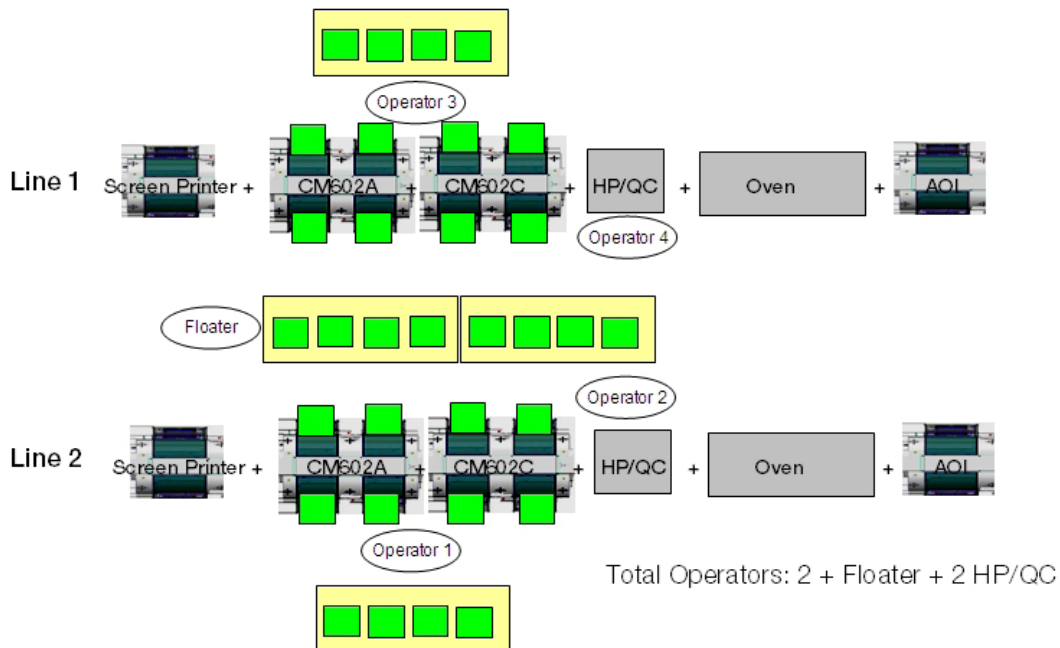 Operator 3
Line 1
Screen Printer + CM602A + CM602C + HP/QC + Oven + AOI
Operator 4
Floater
Operator 2
Line 2
Screen Printer + CM602A + CM602C + HP/QC + Oven + AOI
Operator 1
Total Operators: 2 + Floater + 2 HP/QC